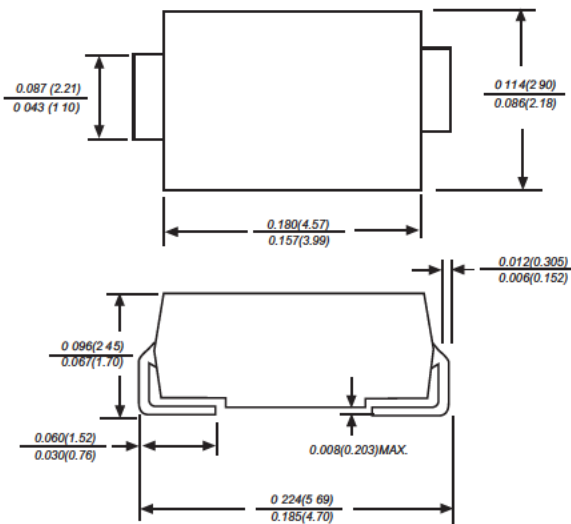 0.087 (2.21)
0 043 (1 10)
0 114(2 90)
0.086(2.18)
0.180(4.57)
0.157(3.99)
0.012(0.305)
0.006(0.152)
0 096(2 45)
0.067(1.70)
0.060(1.52)
0.030(0.76)
0.008(0.203)MAX.
0 224(5 69)
0.185(4.70)